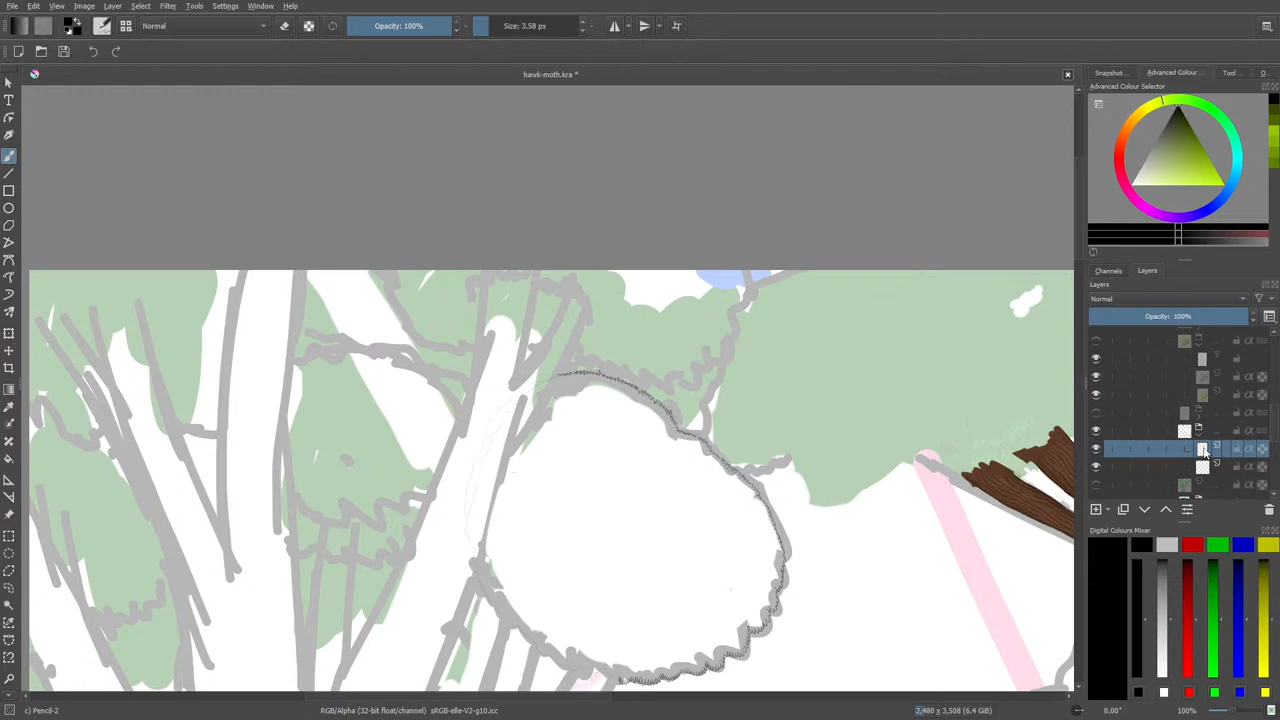 File Edit View Image Layer Select Filter Tools Settings Window Help
Normal Opacity: 100% Size: 3.58 px
hawk-moth.kra *
Snapshot ... Advanced Colour ... Tool ... O...
Advanced Colour Selector
Channels Layers
Layers
Normal
Opacity: 100%
Digital Colours Mixer
c) Pencil-2 RGB/Alpha (32-bit float/channel) sRGB-elle-V2-g10.icc 2,480 x 3,508 (6.4 GiB) 0.00° 100%